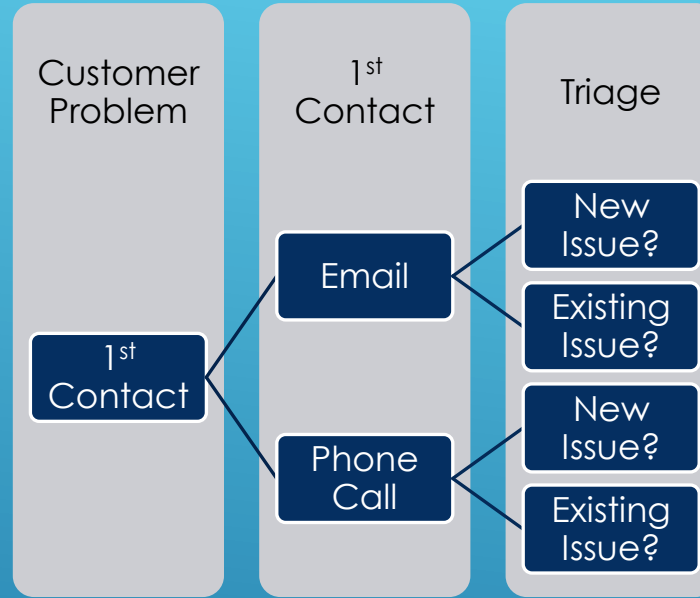 Customer
Problem
1st
Contact
Triage
1st
Contact
Email
Phone
Call
New
Issue?
Existing
Issue?
New
Issue?
Existing
Issue?